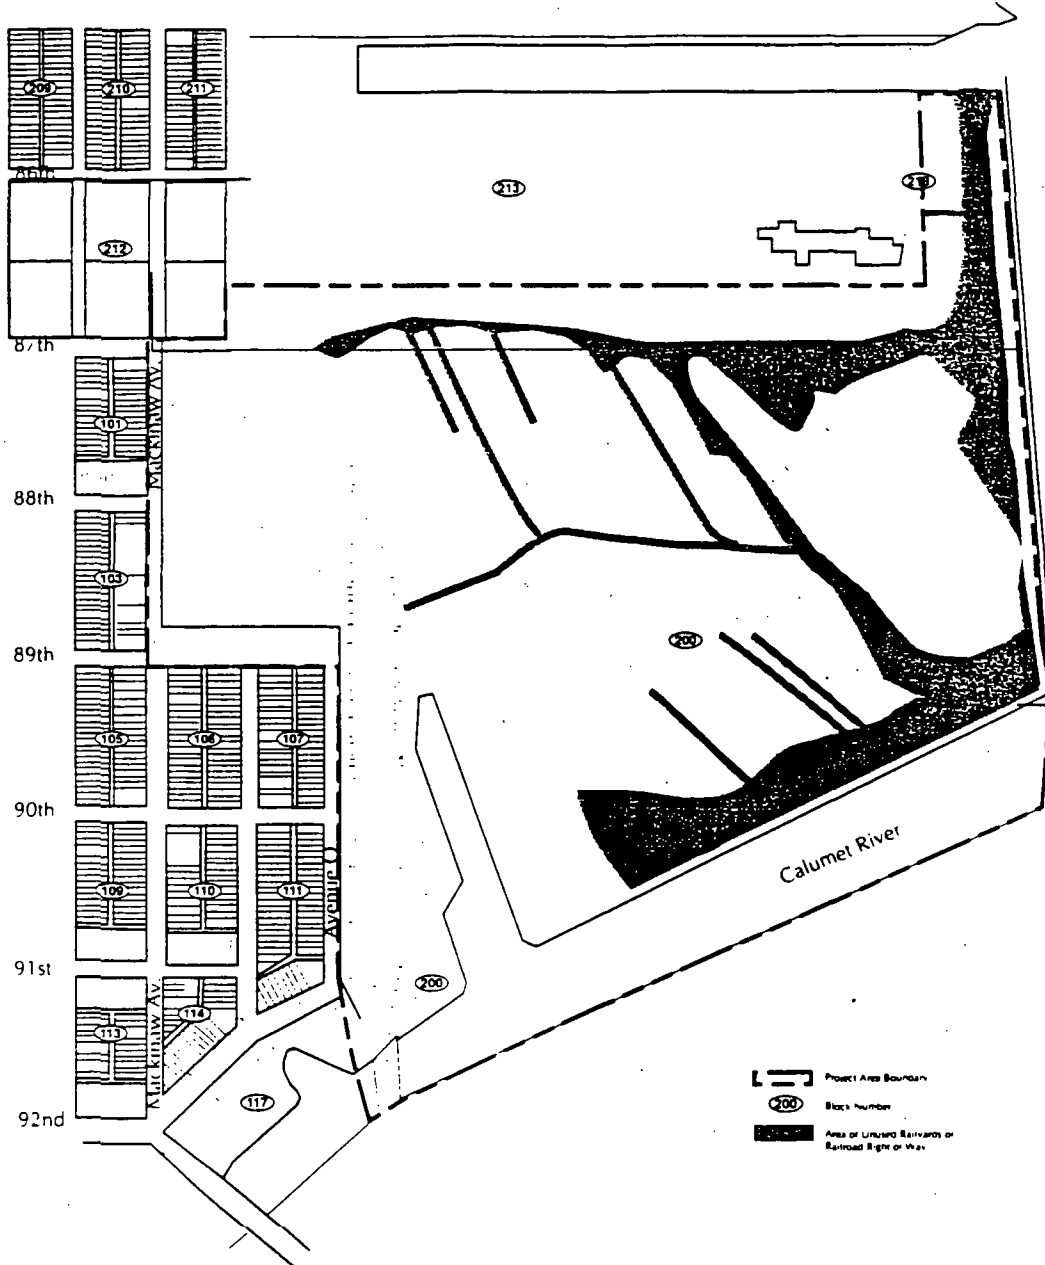 209
210
211
86th
213
218
212
87th
Mackinaw Av.
101
88th
103
89th
200
105
106
107
90th
Calumet River
109
110
111
Avenue O
91st
200
113
Mackinaw Av.
114
117
92nd
Project Area Boundary
200
Block Number
Area of Unused Railyards or
Railroad Right of Way